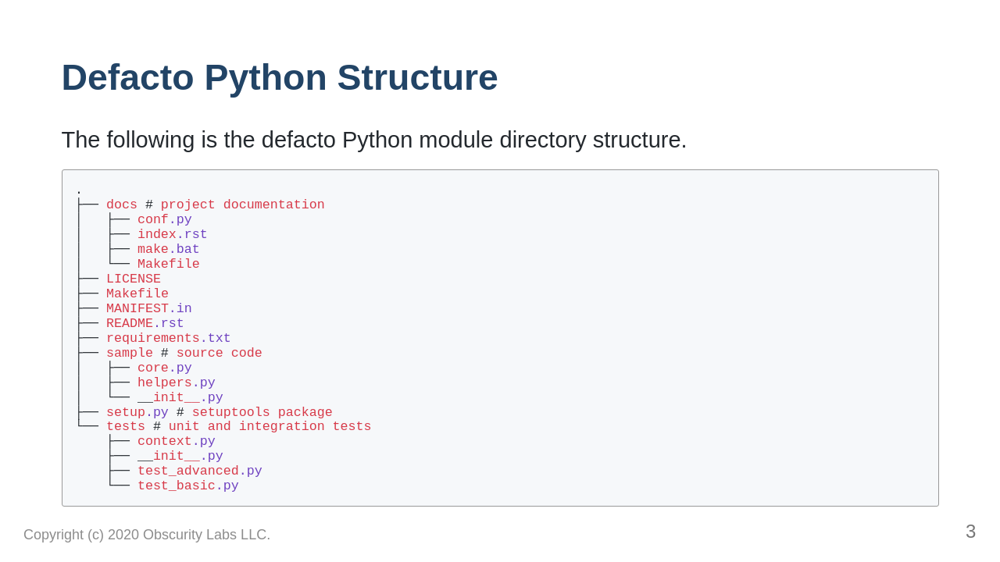 Defacto Python Structure
The following is the defacto Python module directory structure.
.
├── docs # project documentation
│   ├── conf.py
│   ├── index.rst
│   ├── make.bat
│   └── Makefile
├── LICENSE
├── Makefile
├── MANIFEST.in
├── README.rst
├── requirements.txt
├── sample # source code
│   ├── core.py
│   ├── helpers.py
│   └── __init__.py
├── setup.py # setuptools package
└── tests # unit and integration tests
    ├── context.py
    ├── __init__.py
    ├── test_advanced.py
    └── test_basic.py
Copyright (c) 2020 Obscurity Labs LLC.
3